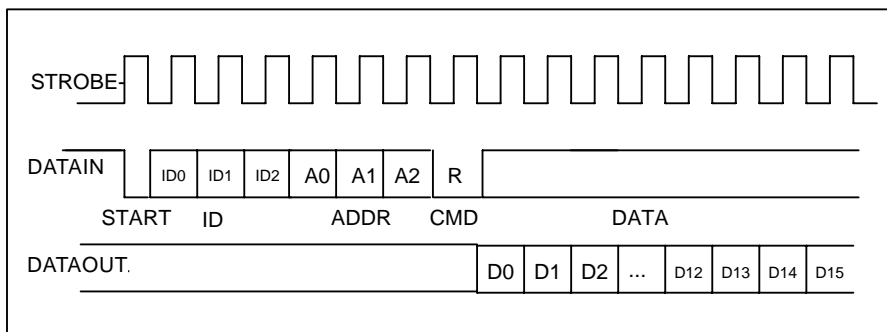 STROBE
DATAIN
ID0 ID1 ID2 A0 A1 A2 R
START ID ADDR CMD DATA
DATAOUT.
D0 D1 D2 ... D12 D13 D14 D15